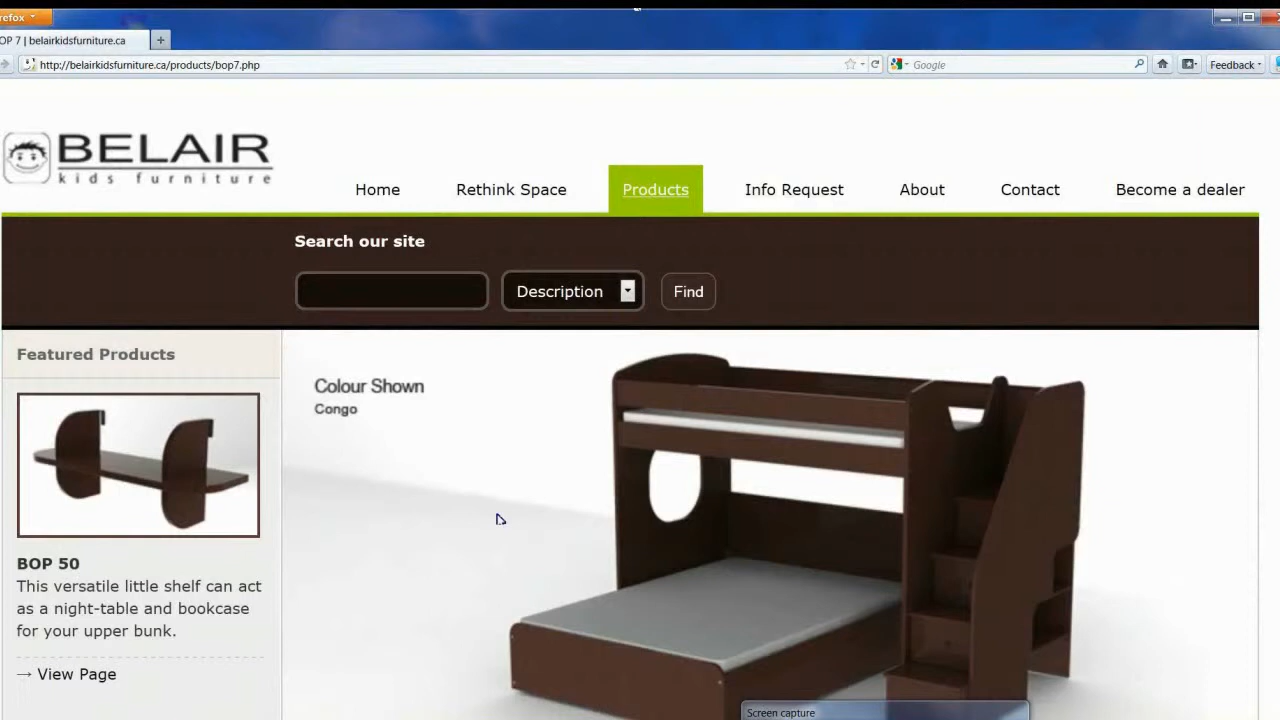 refox
OP 7 | belairkidsfurniture.ca
http://belairkidsfurniture.ca/products/bop7.php
Google
Feedback
BELAIR
kids furniture
Home
Rethink Space
Products
Info Request
About
Contact
Become a dealer
Search our site
Description
Find
Featured Products
Colour Shown
Congo
BOP 50
This versatile little shelf can act
as a night-table and bookcase
for your upper bunk.
→ View Page
Screen capture